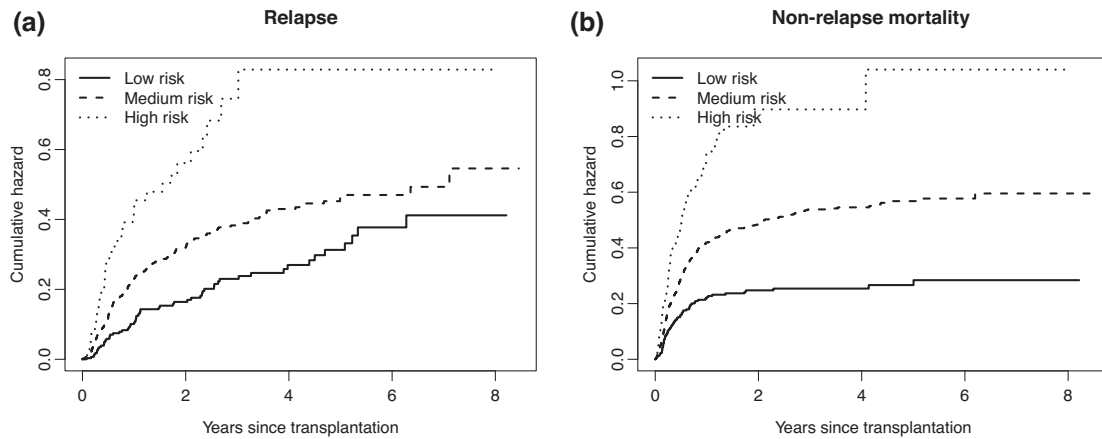 (a)
Relapse
Cumulative hazard
0.0 0.2 0.4 0.6 0.8
Low risk
Medium risk
High risk
0 2 4 6 8
Years since transplantation
(b)
Non-relapse mortality
Cumulative hazard
0.0 0.2 0.4 0.6 0.8 1.0
Low risk
Medium risk
High risk
0 2 4 6 8
Years since transplantation